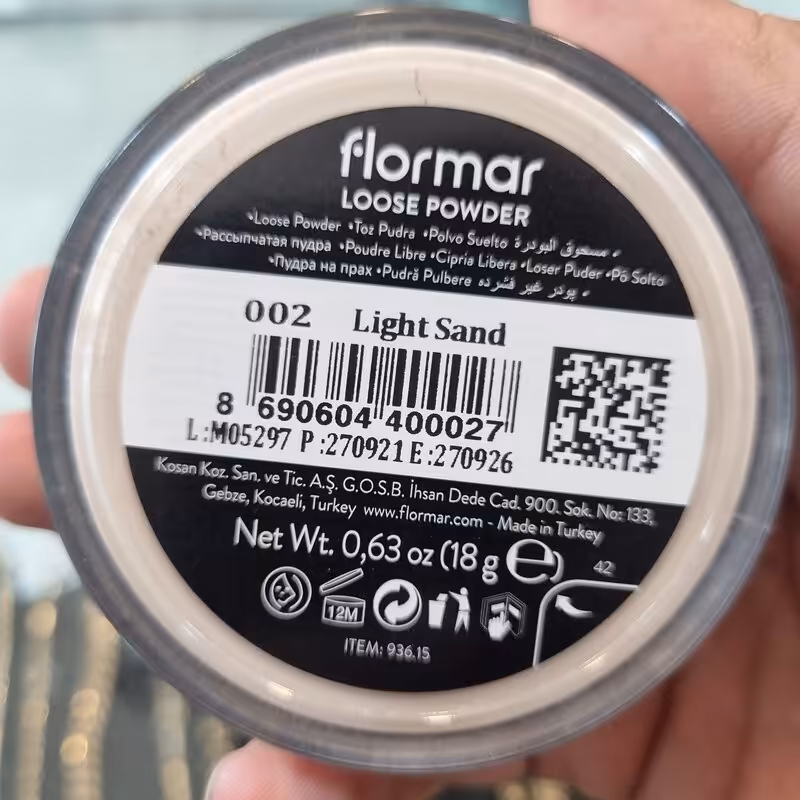 flormar
LOOSE POWDER
•Loose Powder •Toz Pudra •Polvo Suelto مسحوق البودرة •
•Рассыпчатая пудра •Poudre Libre •Cipria Libera •Loser Puder •Pó Solto
•Пудра на прах •Pudră Pulbere پودر غیر فشرده •
002 Light Sand
8 690604 400027
L:M05297 P:270921 E:270926
Kosan Koz. San. ve Tic. A.Ş. G.O.S.B. İhsan Dede Cad. 900. Sok. No: 133,
Gebze, Kocaeli, Turkey www.flormar.com - Made in Turkey
Net Wt. 0,63 oz (18 g ℮)
42
12M
ITEM: 936.15